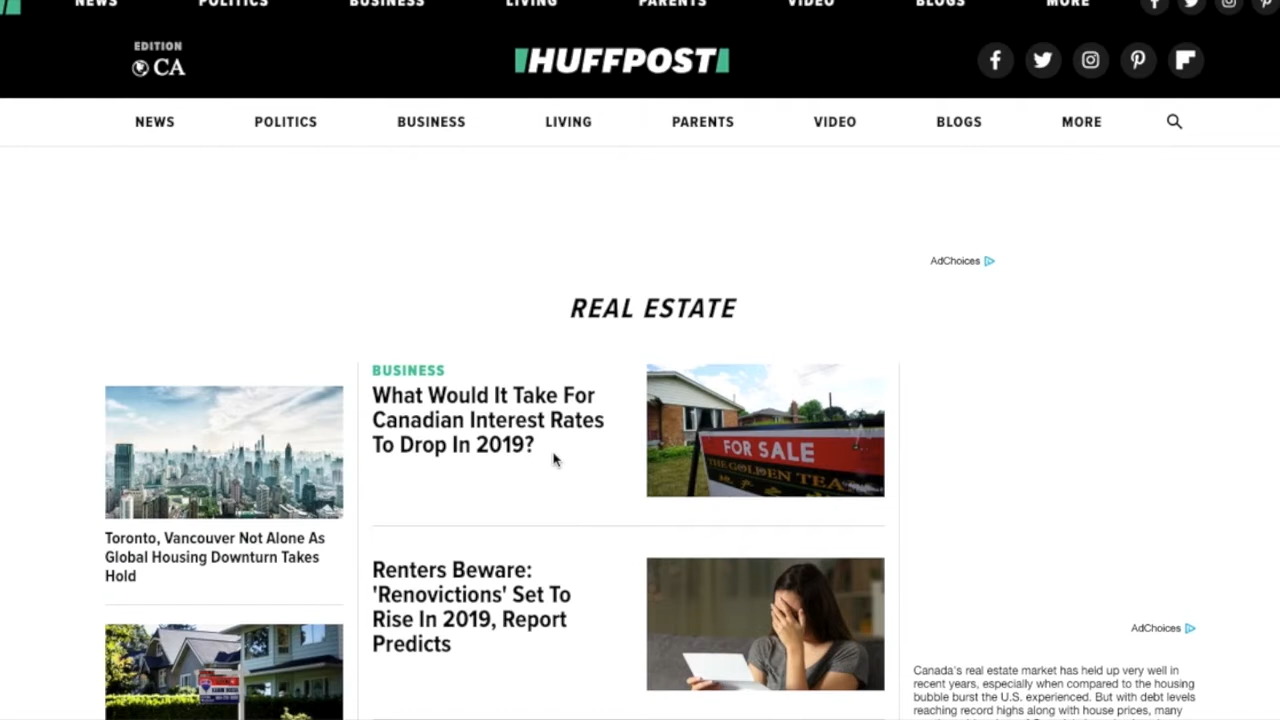 NEWS POLITICS BUSINESS LIVING PARENTS VIDEO BLOGS MORE
EDITION
CA
HUFFPOST
NEWS POLITICS BUSINESS LIVING PARENTS VIDEO BLOGS MORE
AdChoices
REAL ESTATE
Toronto, Vancouver Not Alone As
Global Housing Downturn Takes
Hold
BUSINESS
What Would It Take For
Canadian Interest Rates
To Drop In 2019?
FOR SALE
THE GOLDEN TEA
Renters Beware:
'Renovictions' Set To
Rise In 2019, Report
Predicts
AdChoices
Canada's real estate market has held up very well in
recent years, especially when compared to the housing
bubble burst the U.S. experienced. But with debt levels
reaching record highs along with house prices, many